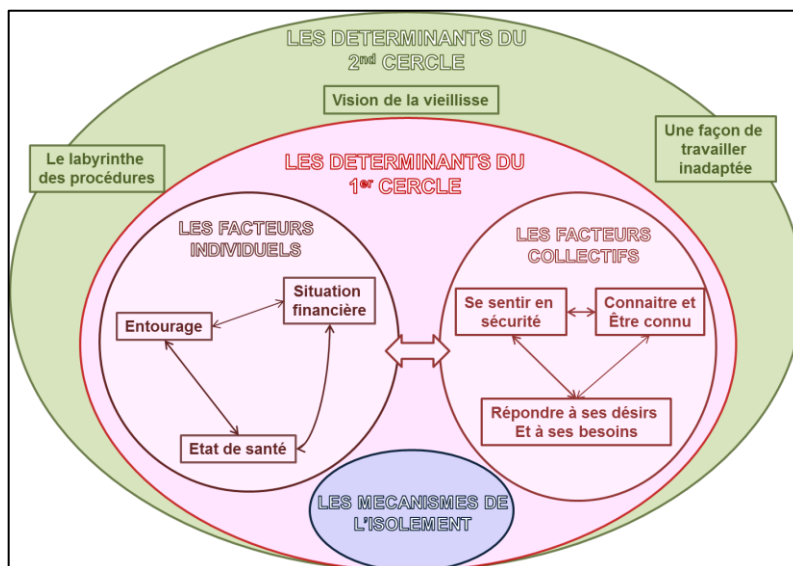 LES DETERMINANTS DU
2nd CERCLE
Vision de la vieillisse
Le labyrinthe
des procédures
Une façon de
travailler
inadaptée
LES DETERMINANTS DU
1er CERCLE
LES FACTEURS
INDIVIDUELS
Situation
financière
Entourage
Etat de santé
LES FACTEURS
COLLECTIFS
Se sentir en
sécurité
Connaitre et
Être connu
Répondre à ses désirs
Et à ses besoins
LES MECANISMES DE
L'ISOLEMENT